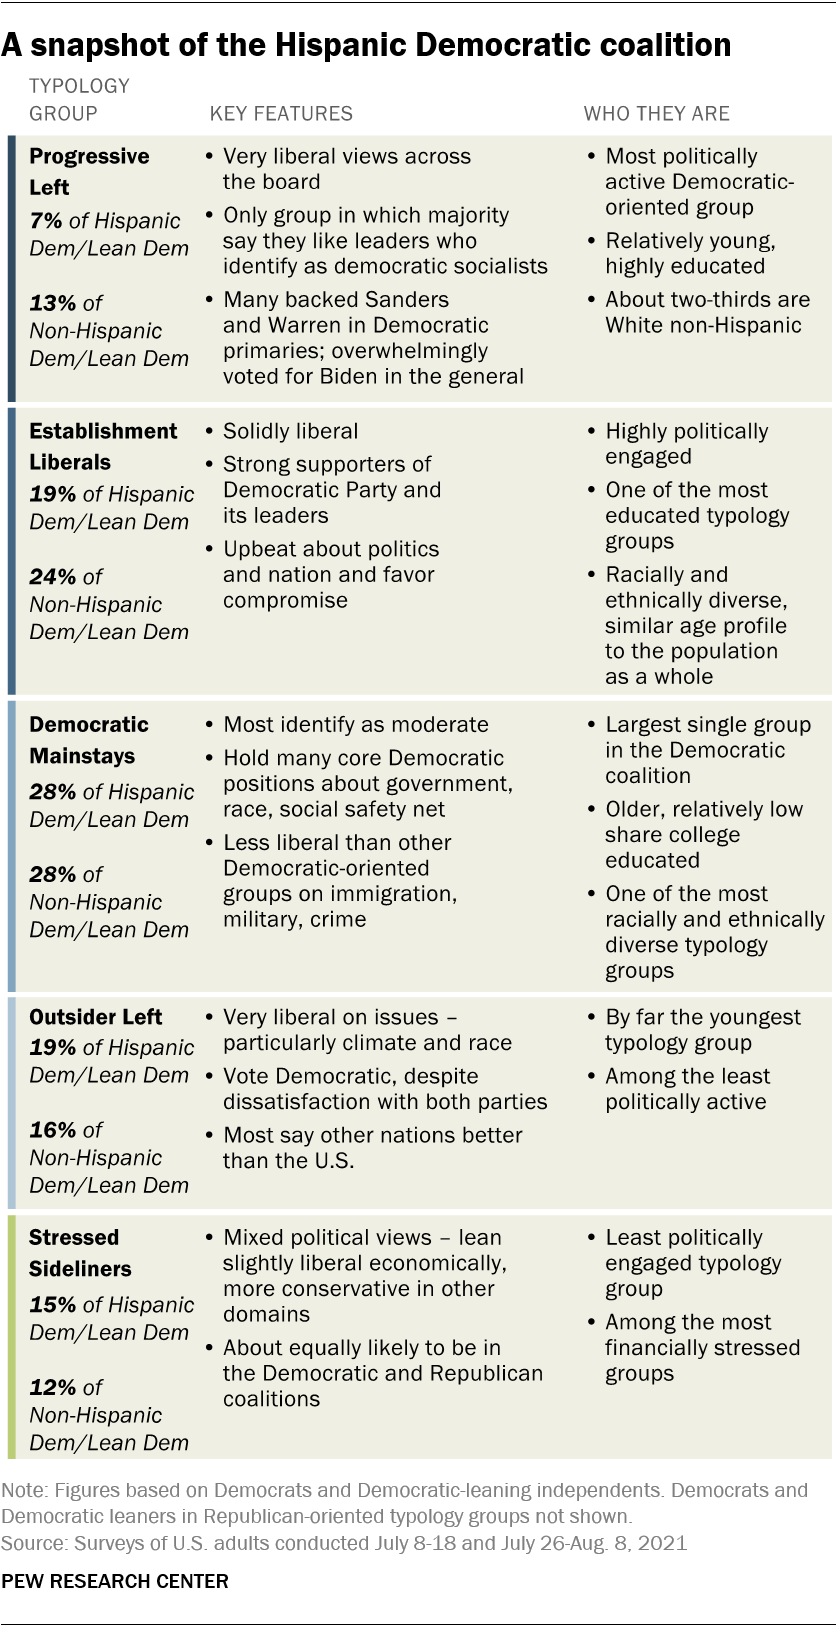 A snapshot of the Hispanic Democratic coalition
TYPOLOGY
GROUP
KEY FEATURES
WHO THEY ARE
Progressive
Left
7% of Hispanic
Dem/Lean Dem
13% of
Non-Hispanic
Dem/Lean Dem
• Very liberal views across
the board
• Only group in which majority
say they like leaders who
identify as democratic socialists
• Many backed Sanders
and Warren in Democratic
primaries; overwhelmingly
voted for Biden in the general
• Most politically
active Democratic-
oriented group
• Relatively young,
highly educated
• About two-thirds are
White non-Hispanic
Establishment
Liberals
19% of Hispanic
Dem/Lean Dem
24% of
Non-Hispanic
Dem/Lean Dem
• Solidly liberal
• Strong supporters of
Democratic Party and
its leaders
• Upbeat about politics
and nation and favor
compromise
• Highly politically
engaged
• One of the most
educated typology
groups
• Racially and
ethnically diverse,
similar age profile
to the population
as a whole
Democratic
Mainstays
28% of Hispanic
Dem/Lean Dem
28% of
Non-Hispanic
Dem/Lean Dem
• Most identify as moderate
• Hold many core Democratic
positions about government,
race, social safety net
• Less liberal than other
Democratic-oriented
groups on immigration,
military, crime
• Largest single group
in the Democratic
coalition
• Older, relatively low
share college
educated
• One of the most
racially and ethnically
diverse typology
groups
Outsider Left
19% of Hispanic
Dem/Lean Dem
16% of
Non-Hispanic
Dem/Lean Dem
• Very liberal on issues –
particularly climate and race
• Vote Democratic, despite
dissatisfaction with both parties
• Most say other nations better
than the U.S.
• By far the youngest
typology group
• Among the least
politically active
Stressed
Sideliners
15% of Hispanic
Dem/Lean Dem
12% of
Non-Hispanic
Dem/Lean Dem
• Mixed political views – lean
slightly liberal economically,
more conservative in other
domains
• About equally likely to be in
the Democratic and Republican
coalitions
• Least politically
engaged typology
group
• Among the most
financially stressed
groups
Note: Figures based on Democrats and Democratic-leaning independents. Democrats and
Democratic leaners in Republican-oriented typology groups not shown.
Source: Surveys of U.S. adults conducted July 8-18 and July 26-Aug. 8, 2021
PEW RESEARCH CENTER